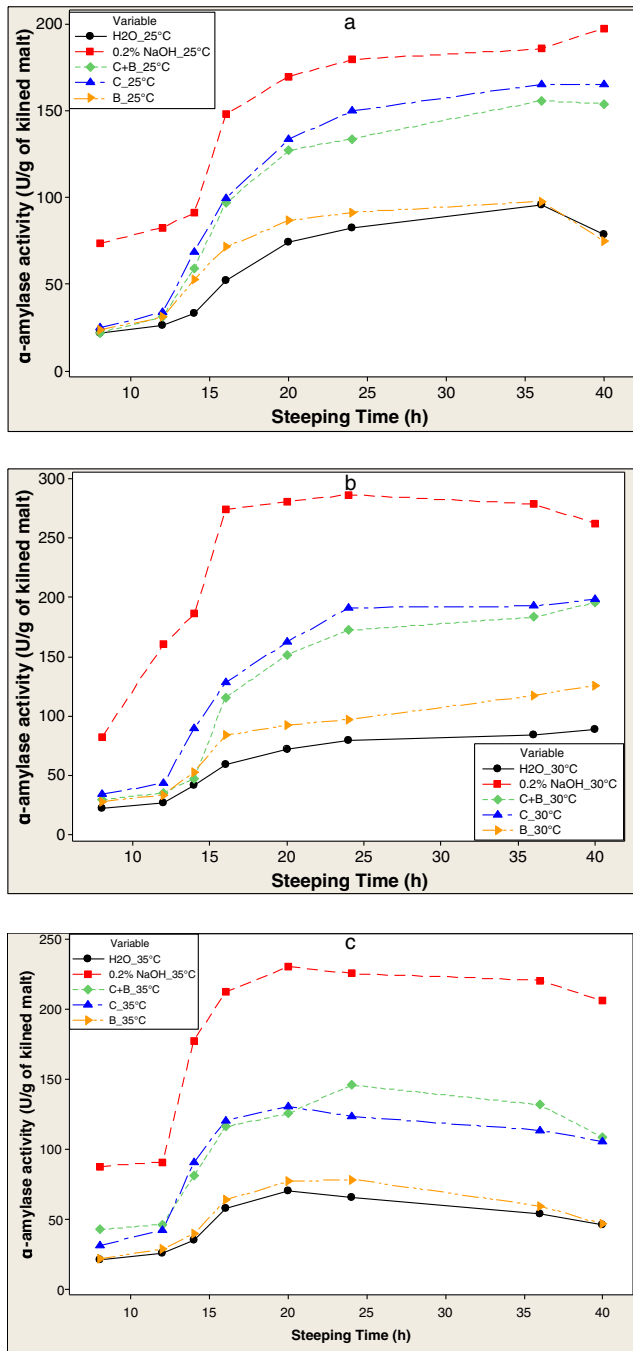 a
Variable
H2O_25°C
0.2% NaOH_25°C
C+B_25°C
C_25°C
B_25°C
α-amylase activity (U/g of kilned malt)
200
150
100
50
0
10 15 20 25 30 35 40
Steeping Time (h)
b
α-amylase activity (U/g of kilned malt)
300
250
200
150
100
50
0
Variable
H2O_30°C
0.2% NaOH_30°C
C+B_30°C
C_30°C
B_30°C
10 15 20 25 30 35 40
Steeping Time (h)
c
Variable
H2O_35°C
0.2% NaOH_35°C
C+B_35°C
C_35°C
B_35°C
α-amylase activity (U/g of kilned malt)
250
200
150
100
50
0
10 15 20 25 30 35 40
Steeping Time (h)